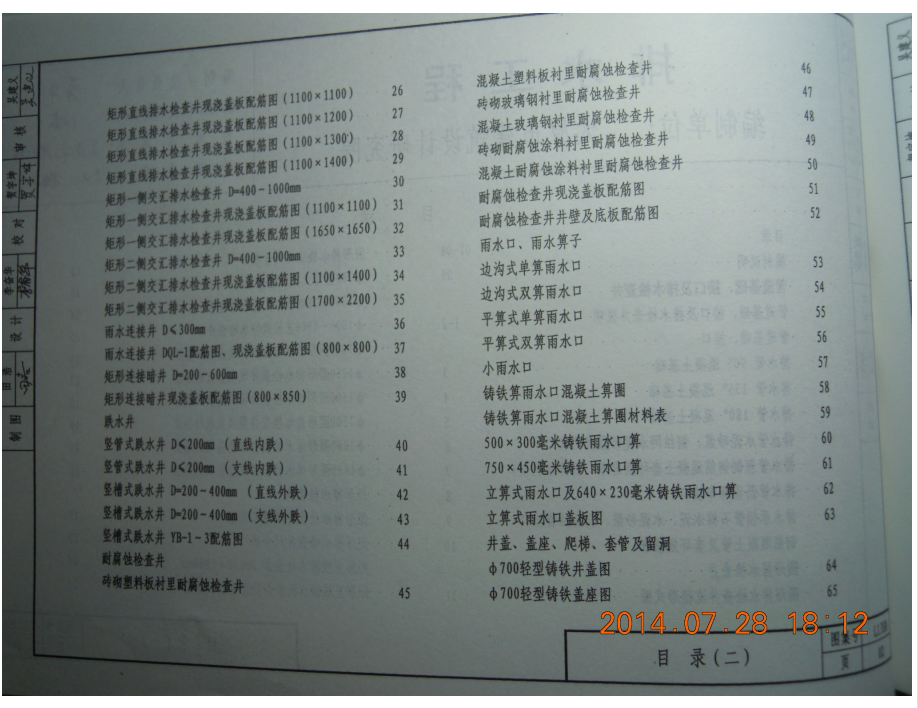 矩形直线排水检查井现浇盖板配筋图(1100×1100) 26
矩形直线排水检查井现浇盖板配筋图(1100×1200) 27
矩形直线排水检查井现浇盖板配筋图(1100×1300) 28
矩形直线排水检查井现浇盖板配筋图(1100×1400) 29
矩形一侧交汇排水检查井 D=400~1000mm 30
矩形一侧交汇排水检查井现浇盖板配筋图(1100×1100) 31
矩形一侧交汇排水检查井现浇盖板配筋图(1650×1650) 32
矩形二侧交汇排水检查井 D=400~1000mm 33
矩形二侧交汇排水检查井现浇盖板配筋图(1100×1400) 34
矩形二侧交汇排水检查井现浇盖板配筋图(1700×2200) 35
雨水连接井 D≤300mm 36
雨水连接井 DQL-1配筋图、现浇盖板配筋图(800×800) 37
矩形连接暗井 D=200~600mm 38
矩形连接暗井现浇盖板配筋图(800×850) 39
跌水井
竖管式跌水井 D≤200mm (直线内跌) 40
竖管式跌水井 D≤200mm (支线内跌) 41
竖槽式跌水井 D=200~400mm (直线外跌) 42
竖槽式跌水井 D=200~400mm (支线外跌) 43
竖槽式跌水井 YB-1~3配筋图 44
耐腐蚀检查井
砖砌塑料板衬里耐腐蚀检查井 45
混凝土塑料板衬里耐腐蚀检查井 46
砖砌玻璃钢衬里耐腐蚀检查井 47
混凝土玻璃钢衬里耐腐蚀检查井 48
砖砌耐腐蚀涂料衬里耐腐蚀检查井 49
混凝土耐腐蚀涂料衬里耐腐蚀检查井 50
耐腐蚀检查井现浇盖板配筋图 51
耐腐蚀检查井井壁及底板配筋图 52
雨水口、雨水箅子
边沟式单箅雨水口 53
边沟式双箅雨水口 54
平箅式单箅雨水口 55
平箅式双箅雨水口 56
小雨水口 57
铸铁箅雨水口混凝土箅圈 58
铸铁箅雨水口混凝土箅圈材料表 59
500×300毫米铸铁雨水口箅 60
750×450毫米铸铁雨水口箅 61
立箅式雨水口及640×230毫米铸铁雨水口箅 62
立箅式雨水口盖板图 63
井盖、盖座、爬梯、套管及留洞
φ700轻型铸铁井盖图 64
φ700轻型铸铁盖座图 65
2014.07.28 18:12
目 录(二)
图集号
页
审 核
校 对
设 计
制 图